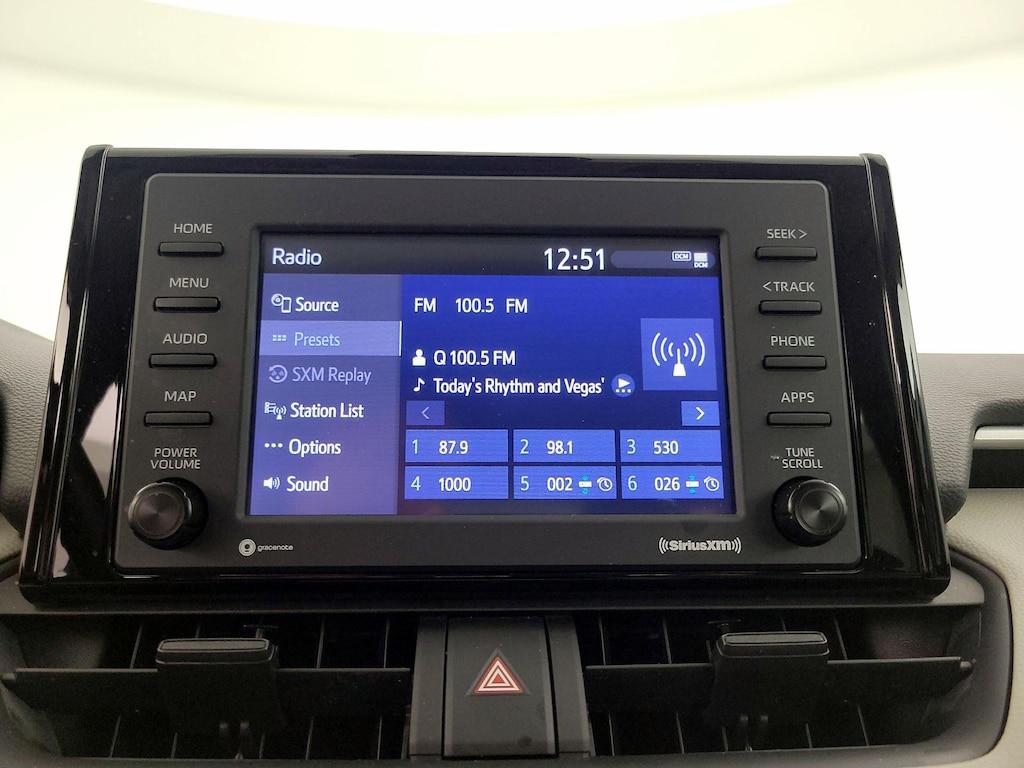 HOME
MENU
AUDIO
MAP
POWER
VOLUME
gracenote
Radio
12:51
DCM
DCM
Source
Presets
SXM Replay
Station List
Options
Sound
FM 100.5 FM
Q 100.5 FM
Today's Rhythm and Vegas'
<
>
1 87.9
2 98.1
3 530
4 1000
5 002
6 026
SEEK >
< TRACK
PHONE
APPS
TUNE
SCROLL
((SiriusXM))